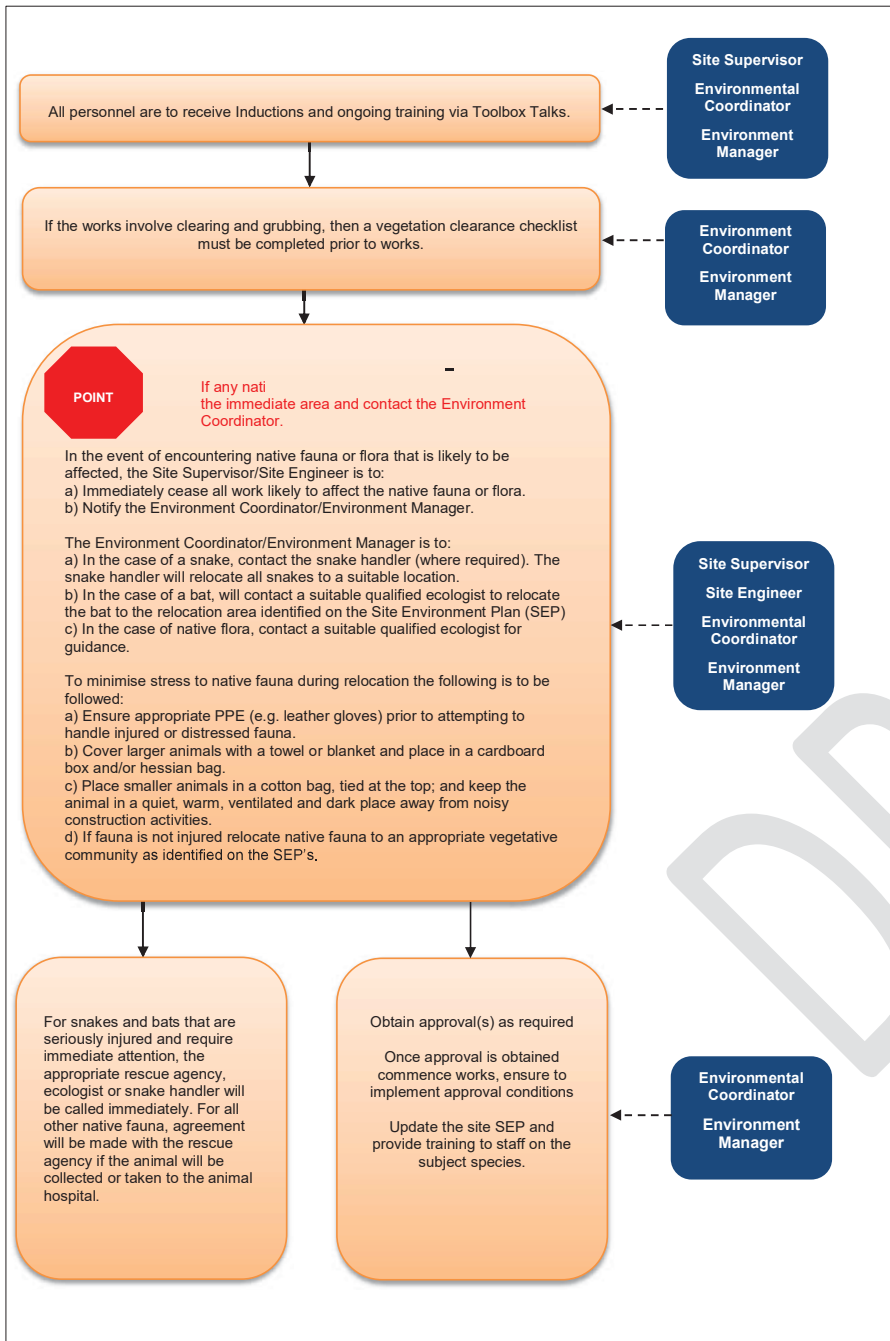 Site Supervisor
Environmental
Coordinator
Environment
Manager
All personnel are to receive Inductions and ongoing training via Toolbox Talks.
If the works involve clearing and grubbing, then a vegetation clearance checklist
must be completed prior to works.
Environment
Coordinator
Environment
Manager
POINT
If any nati
the immediate area and contact the Environment
Coordinator.
In the event of encountering native fauna or flora that is likely to be
affected, the Site Supervisor/Site Engineer is to:
a) Immediately cease all work likely to affect the native fauna or flora.
b) Notify the Environment Coordinator/Environment Manager.
The Environment Coordinator/Environment Manager is to:
a) In the case of a snake, contact the snake handler (where required). The
snake handler will relocate all snakes to a suitable location.
b) In the case of a bat, will contact a suitable qualified ecologist to relocate
the bat to the relocation area identified on the Site Environment Plan (SEP)
c) In the case of native flora, contact a suitable qualified ecologist for
guidance.
To minimise stress to native fauna during relocation the following is to be
followed:
a) Ensure appropriate PPE (e.g. leather gloves) prior to attempting to
handle injured or distressed fauna.
b) Cover larger animals with a towel or blanket and place in a cardboard
box and/or hessian bag.
c) Place smaller animals in a cotton bag, tied at the top; and keep the
animal in a quiet, warm, ventilated and dark place away from noisy
construction activities.
d) If fauna is not injured relocate native fauna to an appropriate vegetative
community as identified on the SEP's.
Site Supervisor
Site Engineer
Environmental
Coordinator
Environment
Manager
For snakes and bats that are
seriously injured and require
immediate attention, the
appropriate rescue agency,
ecologist or snake handler will
be called immediately. For all
other native fauna, agreement
will be made with the rescue
agency if the animal will be
collected or taken to the animal
hospital.
Obtain approval(s) as required
Once approval is obtained
commence works, ensure to
implement approval conditions
Update the site SEP and
provide training to staff on the
subject species.
Environmental
Coordinator
Environment
Manager